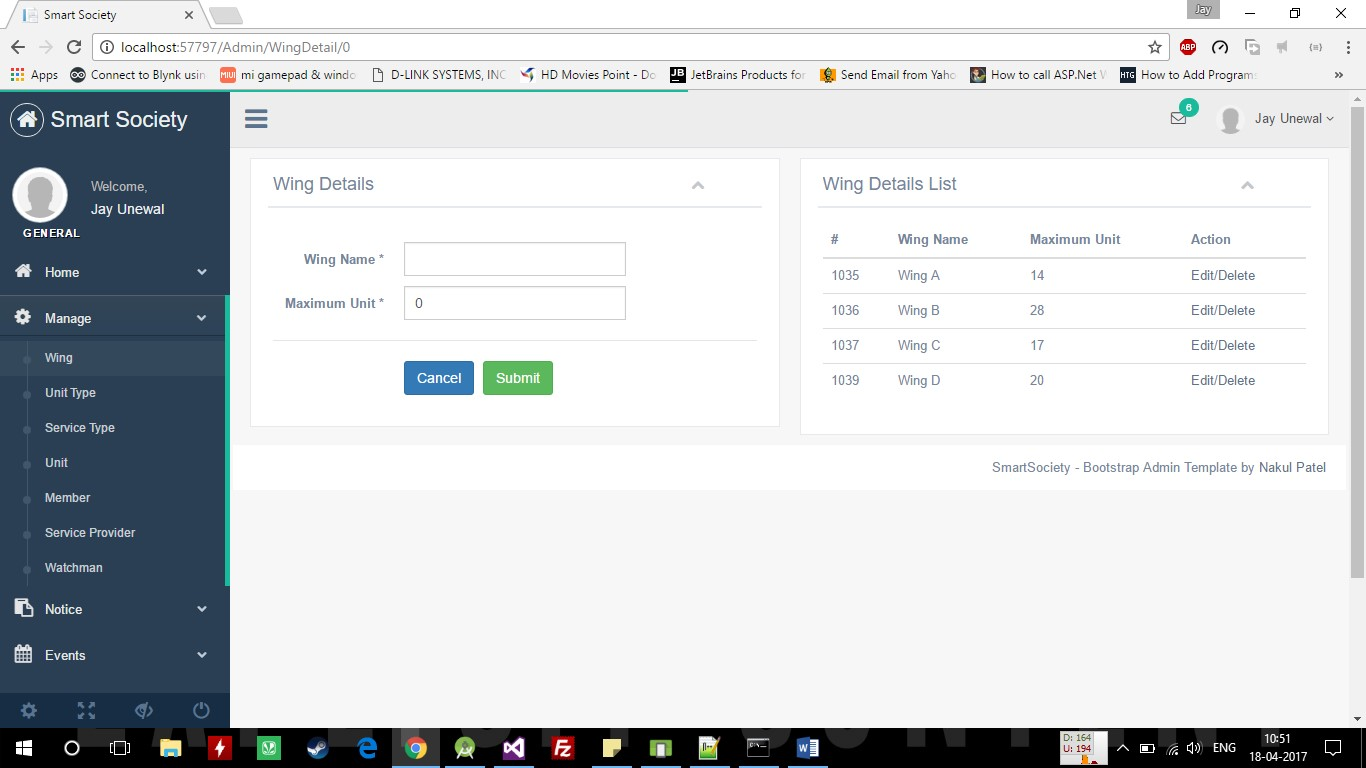 Smart Society
Jay
localhost:57797/Admin/WingDetail/0
ABP
Apps
Connect to Blynk usin
MIUI
mi gamepad & windo
D-LINK SYSTEMS, INC
HD Movies Point - Do
JB
JetBrains Products for
Send Email from Yaho
How to call ASP.Net
HTG
How to Add Programs
Smart Society
6
Jay Unewal
Welcome,
Jay Unewal
GENERAL
Home
Manage
Wing
Unit Type
Service Type
Unit
Member
Service Provider
Watchman
Notice
Events
Wing Details
Wing Name *
Maximum Unit *
0
Cancel
Submit
Wing Details List
# Wing Name Maximum Unit Action
1035 Wing A 14 Edit/Delete
1036 Wing B 28 Edit/Delete
1037 Wing C 17 Edit/Delete
1039 Wing D 20 Edit/Delete
SmartSociety - Bootstrap Admin Template by Nakul Patel
D: 164
U: 194
ENG
10:51
18-04-2017